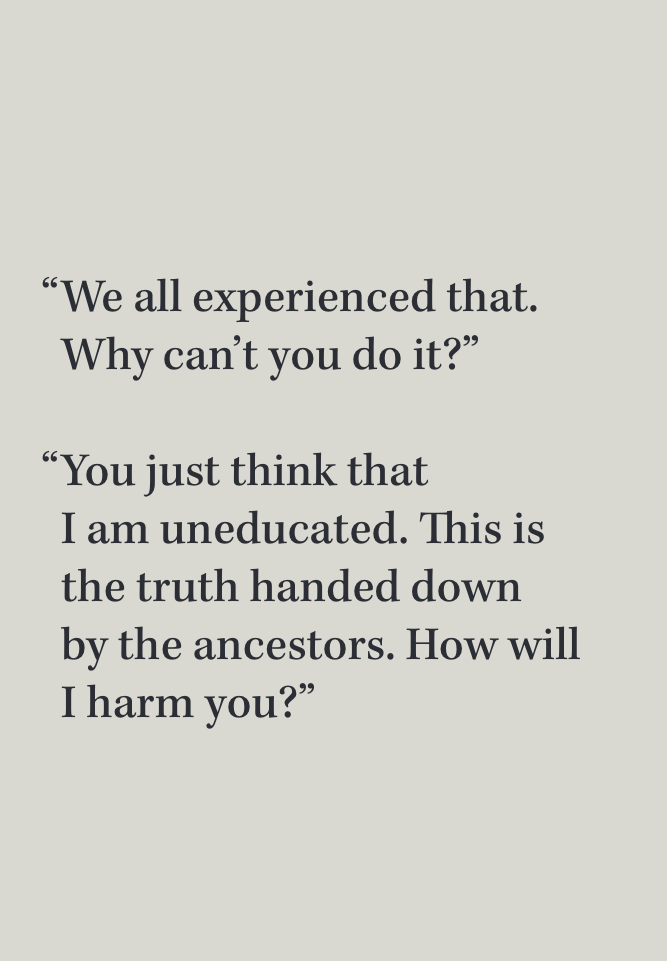 “We all experienced that.
Why can’t you do it?”
“You just think that
I am uneducated. This is
the truth handed down
by the ancestors. How will
I harm you?”